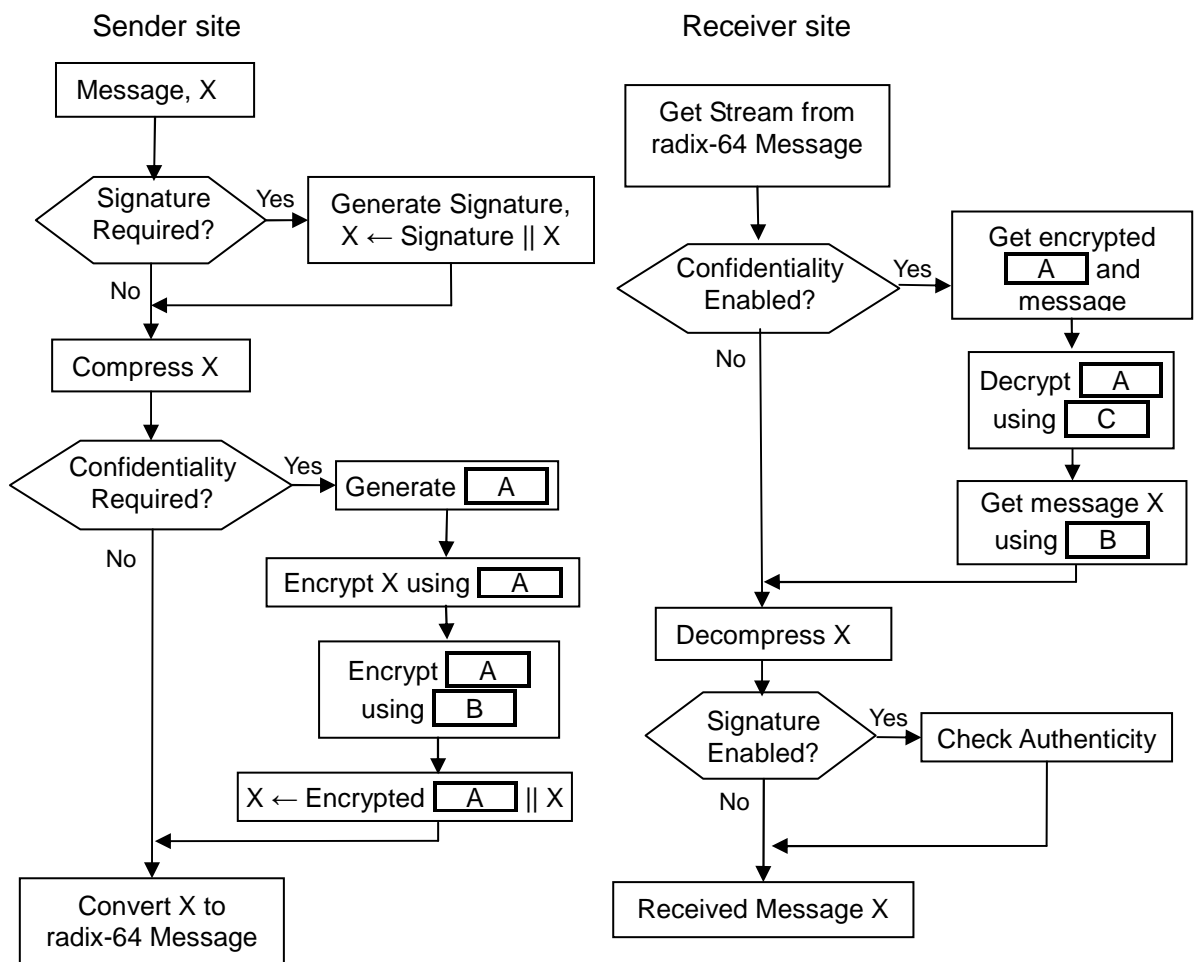 Sender site
Message, X
Signature
Required?
Yes
Generate Signature,
X ← Signature || X
No
Compress X
Confidentiality
Required?
Yes
Generate A
No
Encrypt X using A
Encrypt A
using B
X ← Encrypted A || X
Convert X to
radix-64 Message
Receiver site
Get Stream from
radix-64 Message
Confidentiality
Enabled?
Yes
Get encrypted
A and
message
No
Decrypt A
using C
Get message X
using B
Decompress X
Signature
Enabled?
Yes
Check Authenticity
No
Received Message X